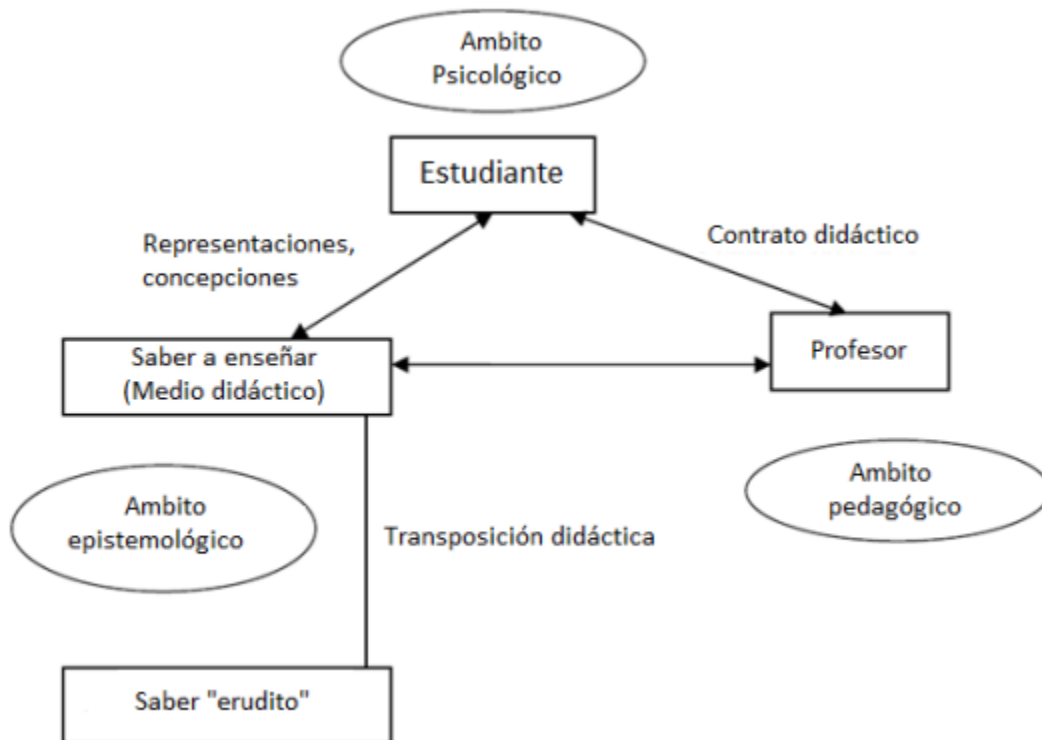 Ambito
Psicológico
Estudiante
Representaciones,
concepciones
Contrato didáctico
Saber a enseñar
(Medio didáctico)
Profesor
Ambito
epistemológico
Ambito
pedagógico
Transposición didáctica
Saber "erudito"